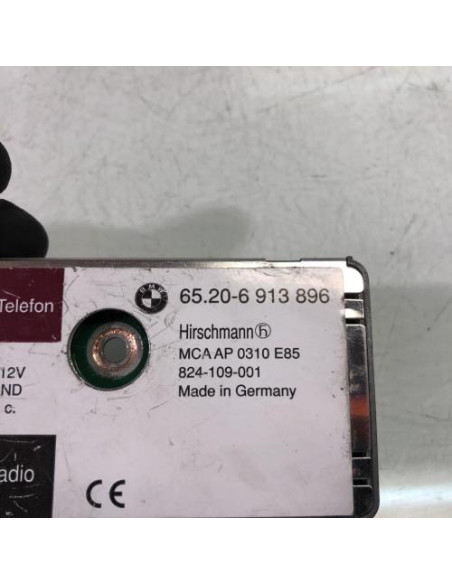 Telefon
BMW
65.20-6 913 896
Hirschmann h
MCA AP 0310 E85
824-109-001
Made in Germany
12V
ND
c.
adio
CE